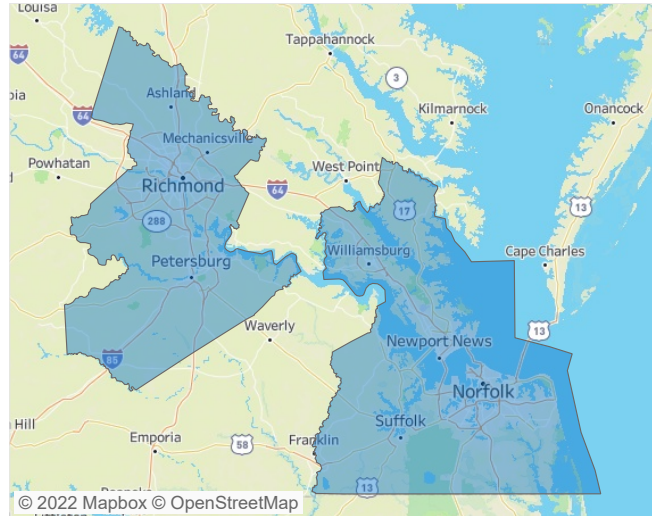 Louisa
Tappahannock
64
3
Ashland
Kilmarnock
Onancock
64
Mechanicsville
Powhatan
West Point
Richmond
64
13
17
288
Williamsburg
Cape Charles
Petersburg
Waverly
13
Newport News
85
Norfolk
Hill
Suffolk
Emporia
58
Franklin
13
© 2022 Mapbox © OpenStreetMap